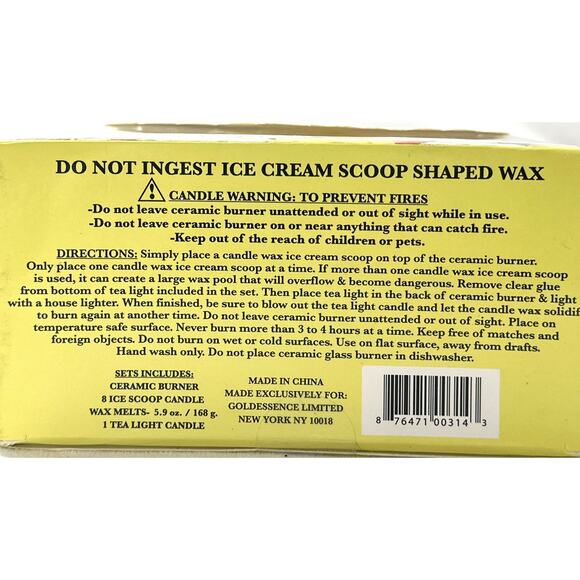 DO NOT INGEST ICE CREAM SCOOP SHAPED WAX
CANDLE WARNING: TO PREVENT FIRES
-Do not leave ceramic burner unattended or out of sight while in use.
-Do not leave ceramic burner on or near anything that can catch fire.
-Keep out of the reach of children or pets.
DIRECTIONS: Simply place a candle wax ice cream scoop on top of the ceramic burner.
Only place one candle wax ice cream scoop at a time. If more than one candle wax ice cream scoop
is used, it can create a large wax pool that will overflow & become dangerous. Remove clear glue
from bottom of tea light included in the set. Then place tea light in the back of ceramic burner & light
with a house lighter. When finished, be sure to blow out the tea light candle and let the candle wax solidif
to burn again at another time. Do not leave ceramic burner unattended or out of sight. Place on
temperature safe surface. Never burn more than 3 to 4 hours at a time. Keep free of matches and
foreign objects. Do not burn on wet or cold surfaces. Use on flat surface, away from drafts.
Hand wash only. Do not place ceramic glass burner in dishwasher.
SETS INCLUDES:
CERAMIC BURNER
8 ICE SCOOP CANDLE
WAX MELTS- 5.9 oz. / 168 g.
1 TEA LIGHT CANDLE
MADE IN CHINA
MADE EXCLUSIVELY FOR:
GOLDESSENCE LIMITED
NEW YORK NY 10018
8 76471 00314 3